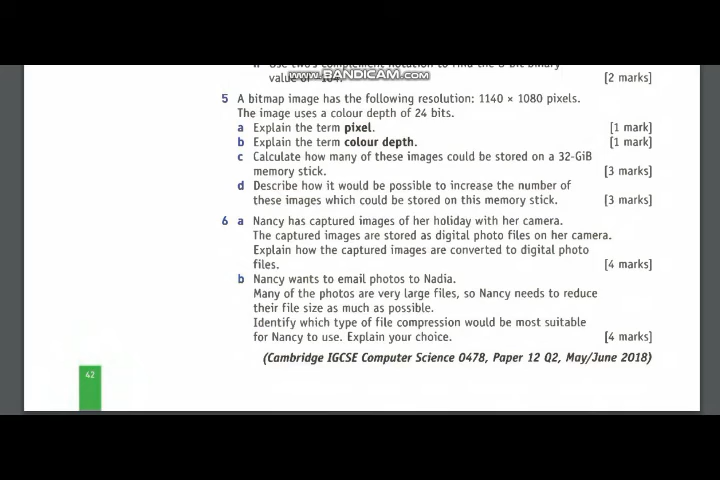 value of -104.
www.BANDICAM.com
[2 marks]
5 A bitmap image has the following resolution: 1140 × 1080 pixels.
The image uses a colour depth of 24 bits.
a Explain the term pixel. [1 mark]
b Explain the term colour depth. [1 mark]
c Calculate how many of these images could be stored on a 32-GiB
memory stick. [3 marks]
d Describe how it would be possible to increase the number of
these images which could be stored on this memory stick. [3 marks]
6 a Nancy has captured images of her holiday with her camera.
The captured images are stored as digital photo files on her camera.
Explain how the captured images are converted to digital photo
files. [4 marks]
b Nancy wants to email photos to Nadia.
Many of the photos are very large files, so Nancy needs to reduce
their file size as much as possible.
Identify which type of file compression would be most suitable
for Nancy to use. Explain your choice. [4 marks]
(Cambridge IGCSE Computer Science 0478, Paper 12 Q2, May/June 2018)
42